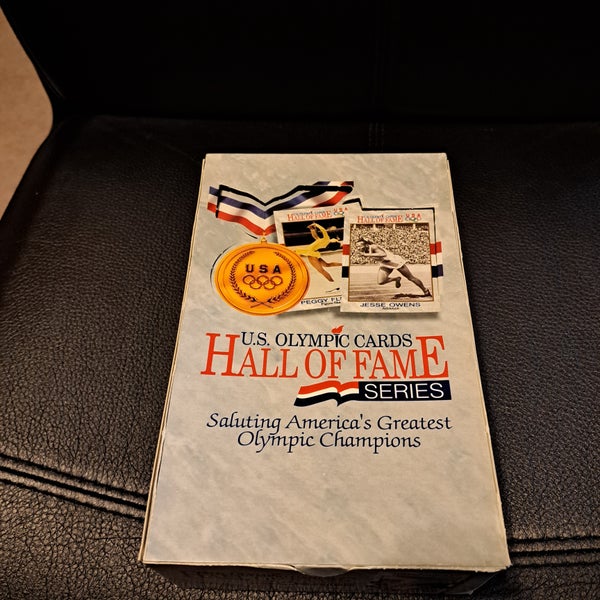 HALL OF FAME
HALL OF FAME
USA
PEGGY FL
JESSE OWENS
U.S. OLYMPIC CARDS
HALL OF FAME
SERIES
Saluting America's Greatest
Olympic Champions